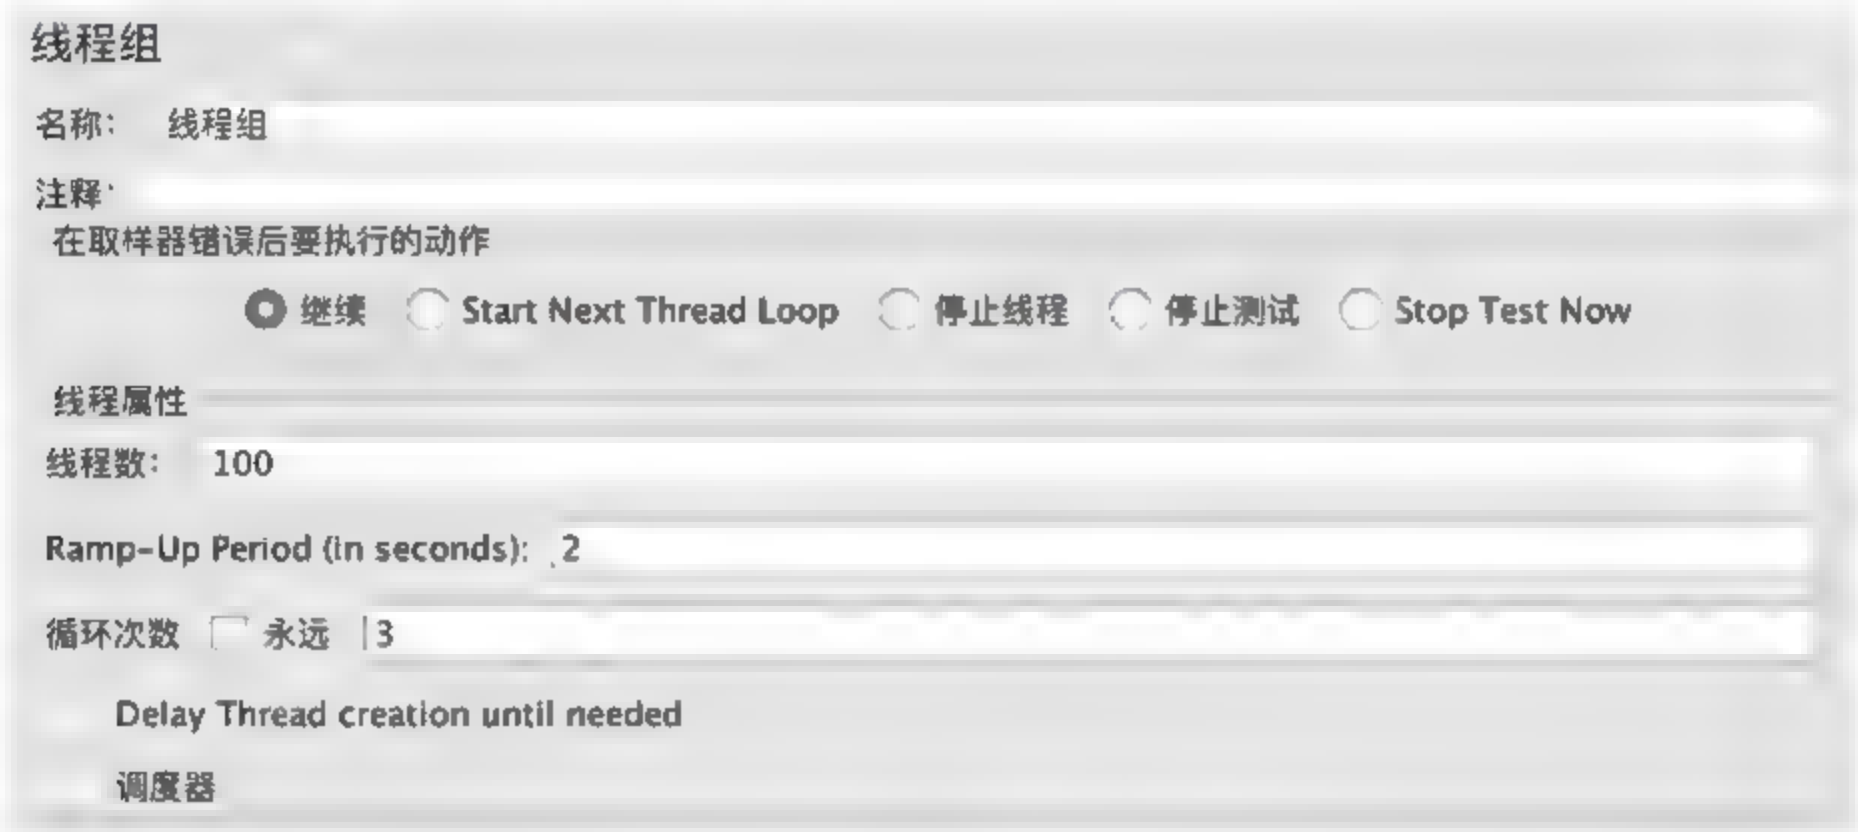 线程组
名称： 线程组
注释：
在取样器错误后要执行的动作
继续 Start Next Thread Loop 停止线程 停止测试 Stop Test Now
线程属性
线程数： 100
Ramp-Up Period (in seconds): 2
循环次数 永远 3
Delay Thread creation until needed
调度器